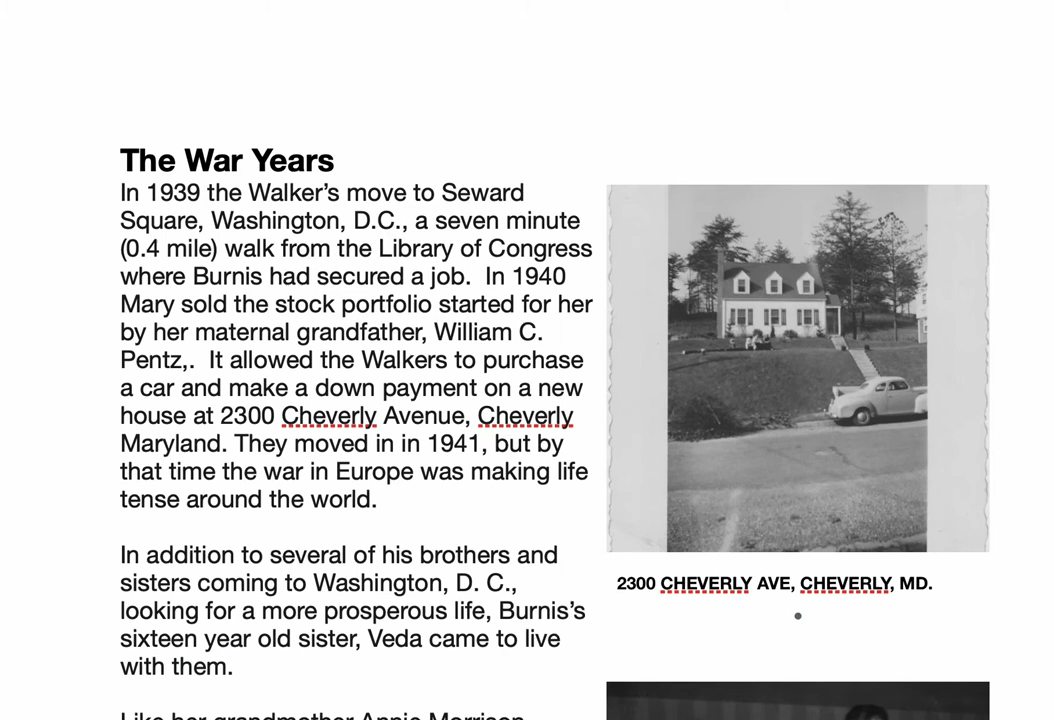 The War Years
In 1939 the Walker’s move to Seward
Square, Washington, D.C., a seven minute
(0.4 mile) walk from the Library of Congress
where Burnis had secured a job.  In 1940
Mary sold the stock portfolio started for her
by her maternal grandfather, William C.
Pentz,.  It allowed the Walkers to purchase
a car and make a down payment on a new
house at 2300 Cheverly Avenue, Cheverly
Maryland. They moved in in 1941, but by
that time the war in Europe was making life
tense around the world.
In addition to several of his brothers and
sisters coming to Washington, D. C.,
looking for a more prosperous life, Burnis’s
sixteen year old sister, Veda came to live
with them.
Like her grandmother Annie Morrison
2300 CHEVERLY AVE, CHEVERLY, MD.